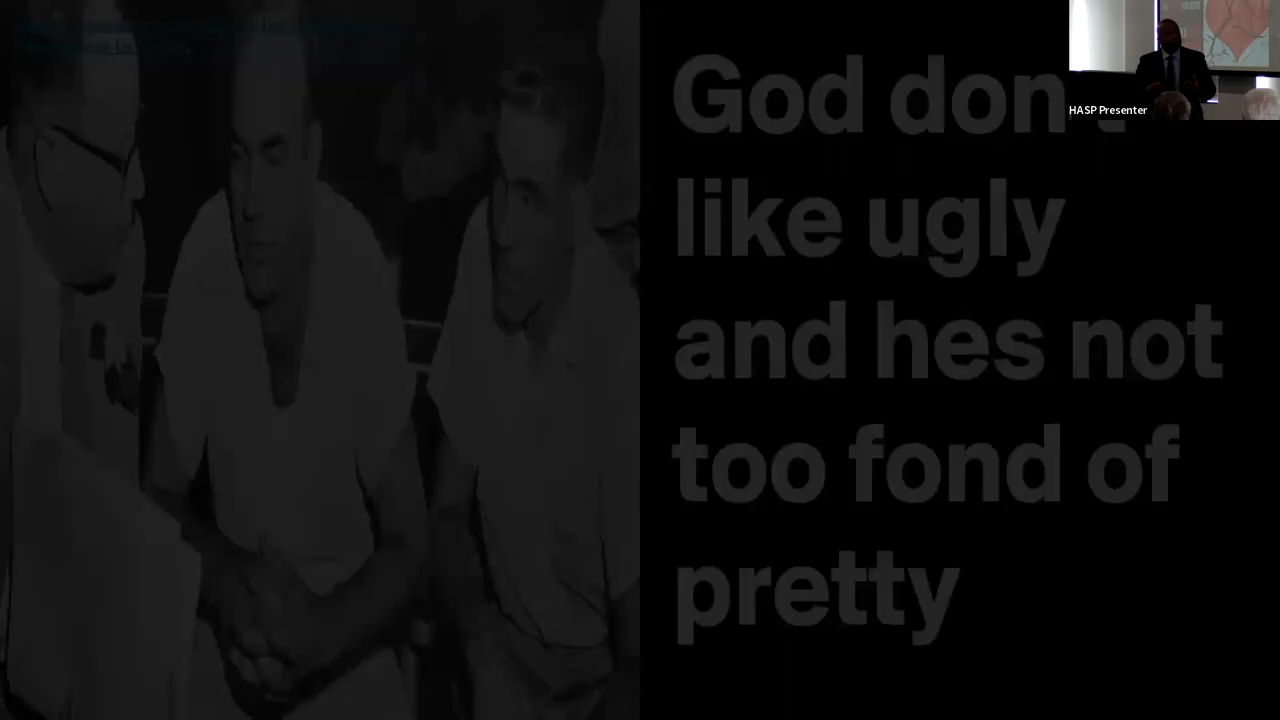 God don't
like ugly
and hes not
too fond of
pretty
HASP Presenter